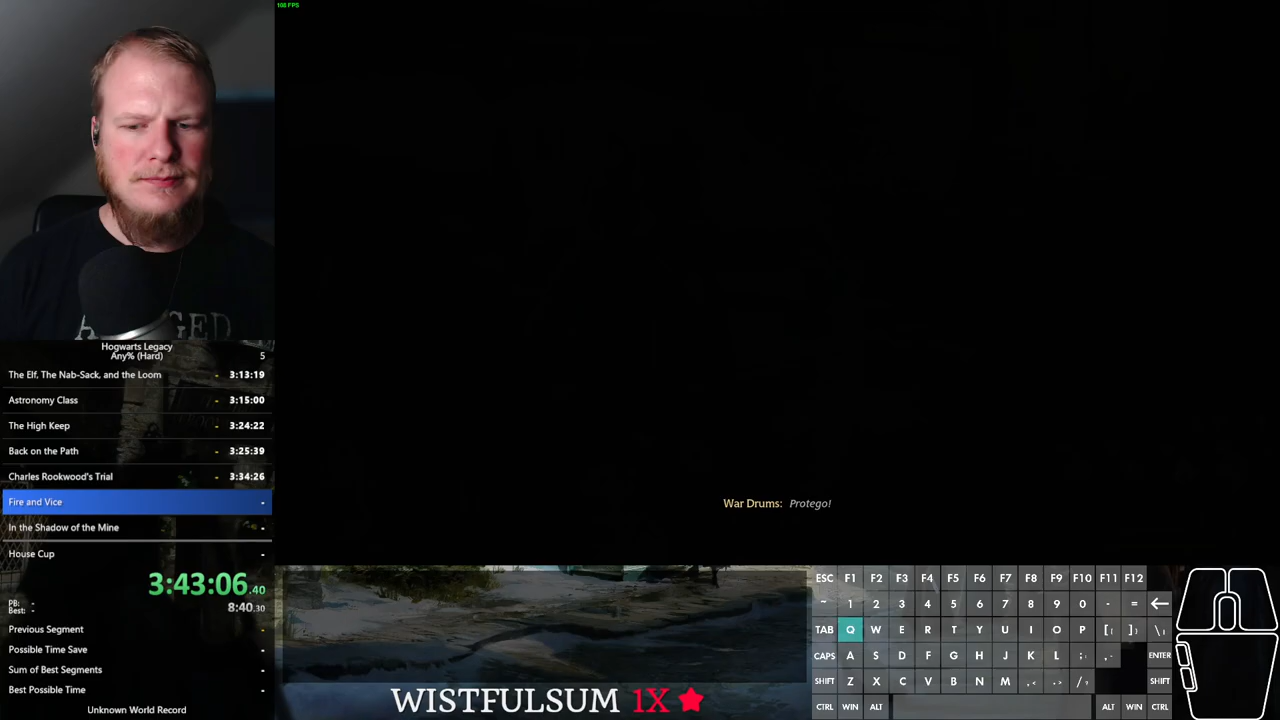 108 FPS
A GED
Hogwarts Legacy
Any% (Hard)
5
The Elf, The Nab-Sack, and the Loom - 3:13:19
Astronomy Class - 3:15:00
The High Keep - 3:24:22
Back on the Path - 3:25:39
Charles Rookwood's Trial - 3:34:26
Fire and Vice -
In the Shadow of the Mine -
House Cup -
3:43:06.40
PB: -
Best: -
8:40.30
Previous Segment -
Possible Time Save -
Sum of Best Segments -
Best Possible Time -
Unknown World Record
War Drums: Protego!
WISTFULSUM 1X
ESC F1 F2 F3 F4 F5 F6 F7 F8 F9 F10 F11 F12
~ 1 2 3 4 5 6 7 8 9 0 - =
TAB Q W E R T Y U I O P [{ ]} \|
CAPS A S D F G H J K L ;: ,- ENTER
SHIFT Z X C V B N M ,< .> /? SHIFT
CTRL WIN ALT ALT WIN CTRL